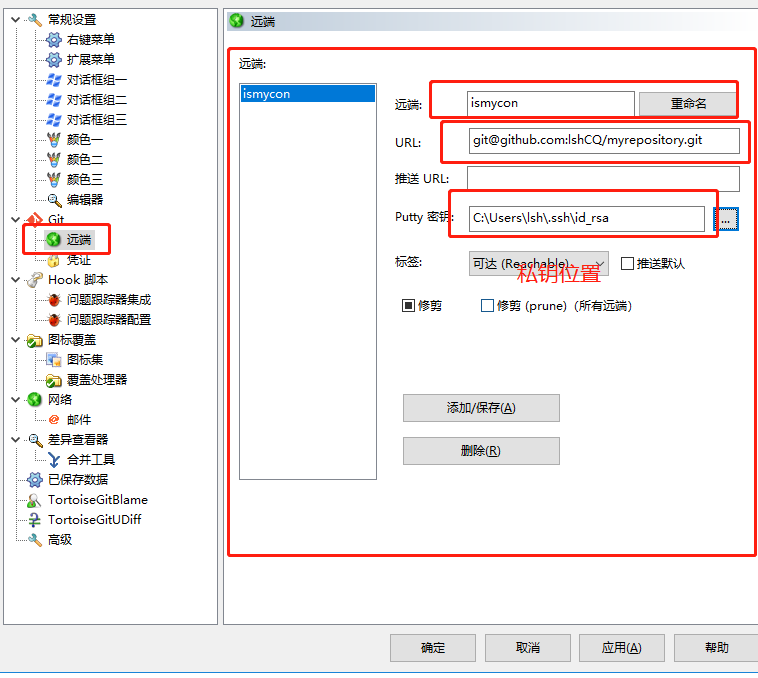 常规设置
右键菜单
扩展菜单
对话框组一
对话框组二
对话框组三
颜色一
颜色二
颜色三
编辑器
Git
远端
凭证
Hook 脚本
问题跟踪器集成
问题跟踪器配置
图标覆盖
图标集
覆盖处理器
网络
邮件
差异查看器
合并工具
已保存数据
TortoiseGitBlame
TortoiseGitUDiff
高级
远端
远端:
ismycon
远端: ismycon 重命名
URL: git@github.com:lshCQ/myrepository.git
推送 URL:
Putty 密钥: C:\Users\lsh\.ssh\id_rsa ...
标签: 可达 (Reachable) 推送默认
私钥位置
修剪 修剪 (prune)（所有远端）
添加/保存(A)
删除(R)
确定 取消 应用(A) 帮助